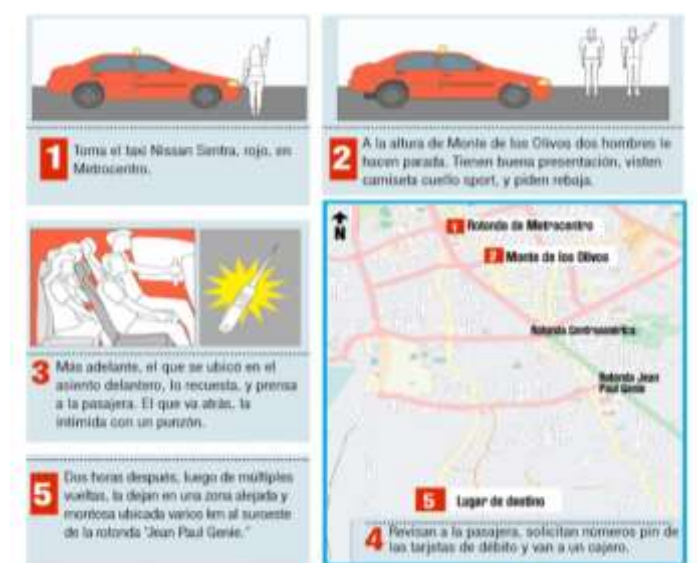 1 Toma el taxi Nissan Sentra, rojo, en
Metrocentro.
2 A la altura de Monte de los Olivos dos hombres le
hacen parada. Tienen buena presentación, visten
camiseta cuello sport, y piden rebaja.
3 Más adelante, el que se ubicó en el
asiento delantero, lo recuesta, y prensa
a la pasajera. El que va atrás, la
intimida con un punzón.
N
1 Rotonda de Metrocentro
2 Monte de los Olivos
Rotonda Centroamérica
Rotonda Jean
Paul Genie
5 Lugar de destino
4 Revisan a la pasajera, solicitan números pin de
las tarjetas de débito y van a un cajero.
5 Dos horas después, luego de múltiples
vueltas, la dejan en una zona alejada y
montosa ubicada varios km al suroeste
de la rotonda "Jean Paul Genie."